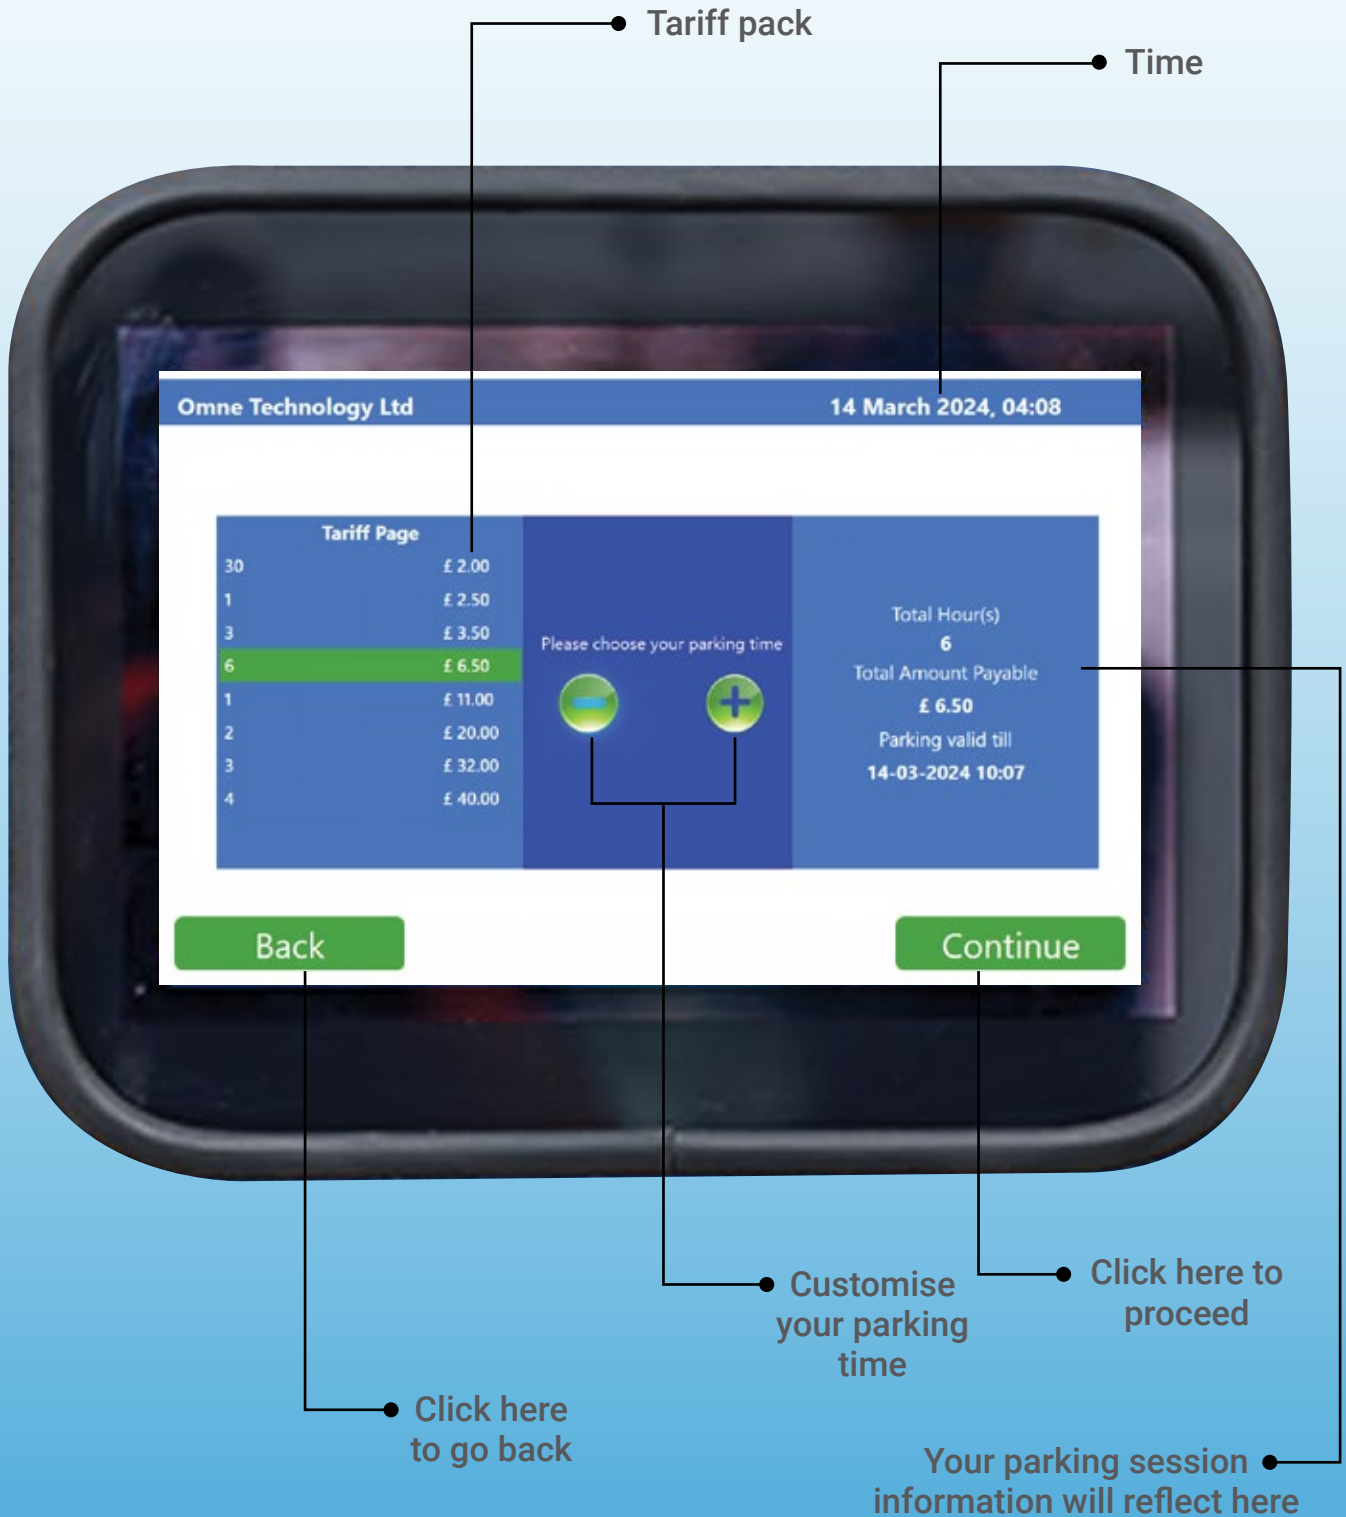 Tariff pack
Time
Omne Technology Ltd 14 March 2024, 04:08
Tariff Page
30 £ 2.00
1 £ 2.50
3 £ 3.50
6 £ 6.50
1 £ 11.00
2 £ 20.00
3 £ 32.00
4 £ 40.00
Please choose your parking time
Total Hour(s)
6
Total Amount Payable
£ 6.50
Parking valid till
14-03-2024 10:07
Back
Continue
Customise
your parking
time
Click here to
proceed
Click here
to go back
Your parking session
information will reflect here